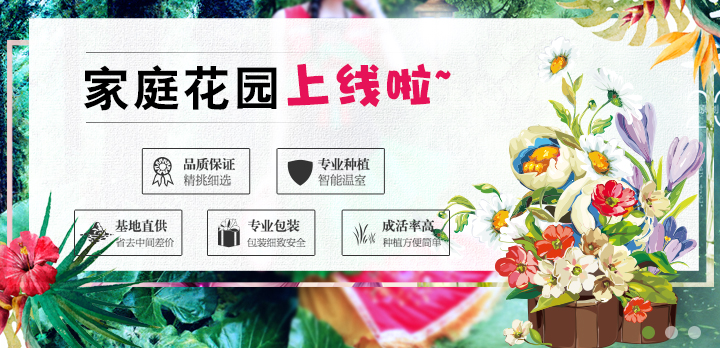 家庭花园上线啦~
品质保证
精挑细选
专业种植
智能温室
基地直供
省去中间差价
专业包装
包装细致安全
成活率高
种植方便简单